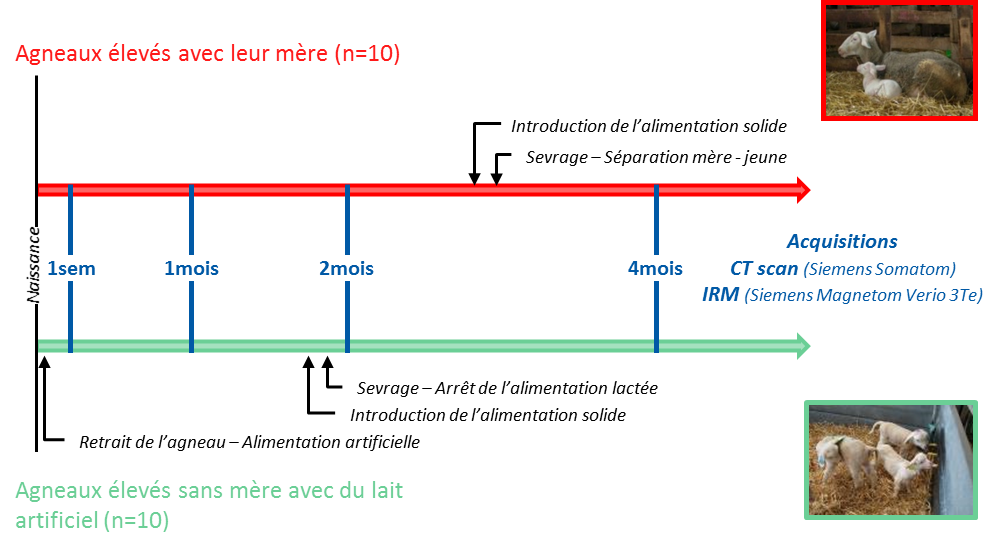 Agneaux élevés avec leur mère (n=10)
Introduction de l’alimentation solide
Sevrage – Séparation mère - jeune
Naissance
1sem
1mois
2mois
4mois
Acquisitions
CT scan (Siemens Somatom)
IRM (Siemens Magnetom Verio 3Te)
Sevrage – Arrêt de l’alimentation lactée
Introduction de l’alimentation solide
Retrait de l’agneau – Alimentation artificielle
Agneaux élevés sans mère avec du lait
artificiel (n=10)